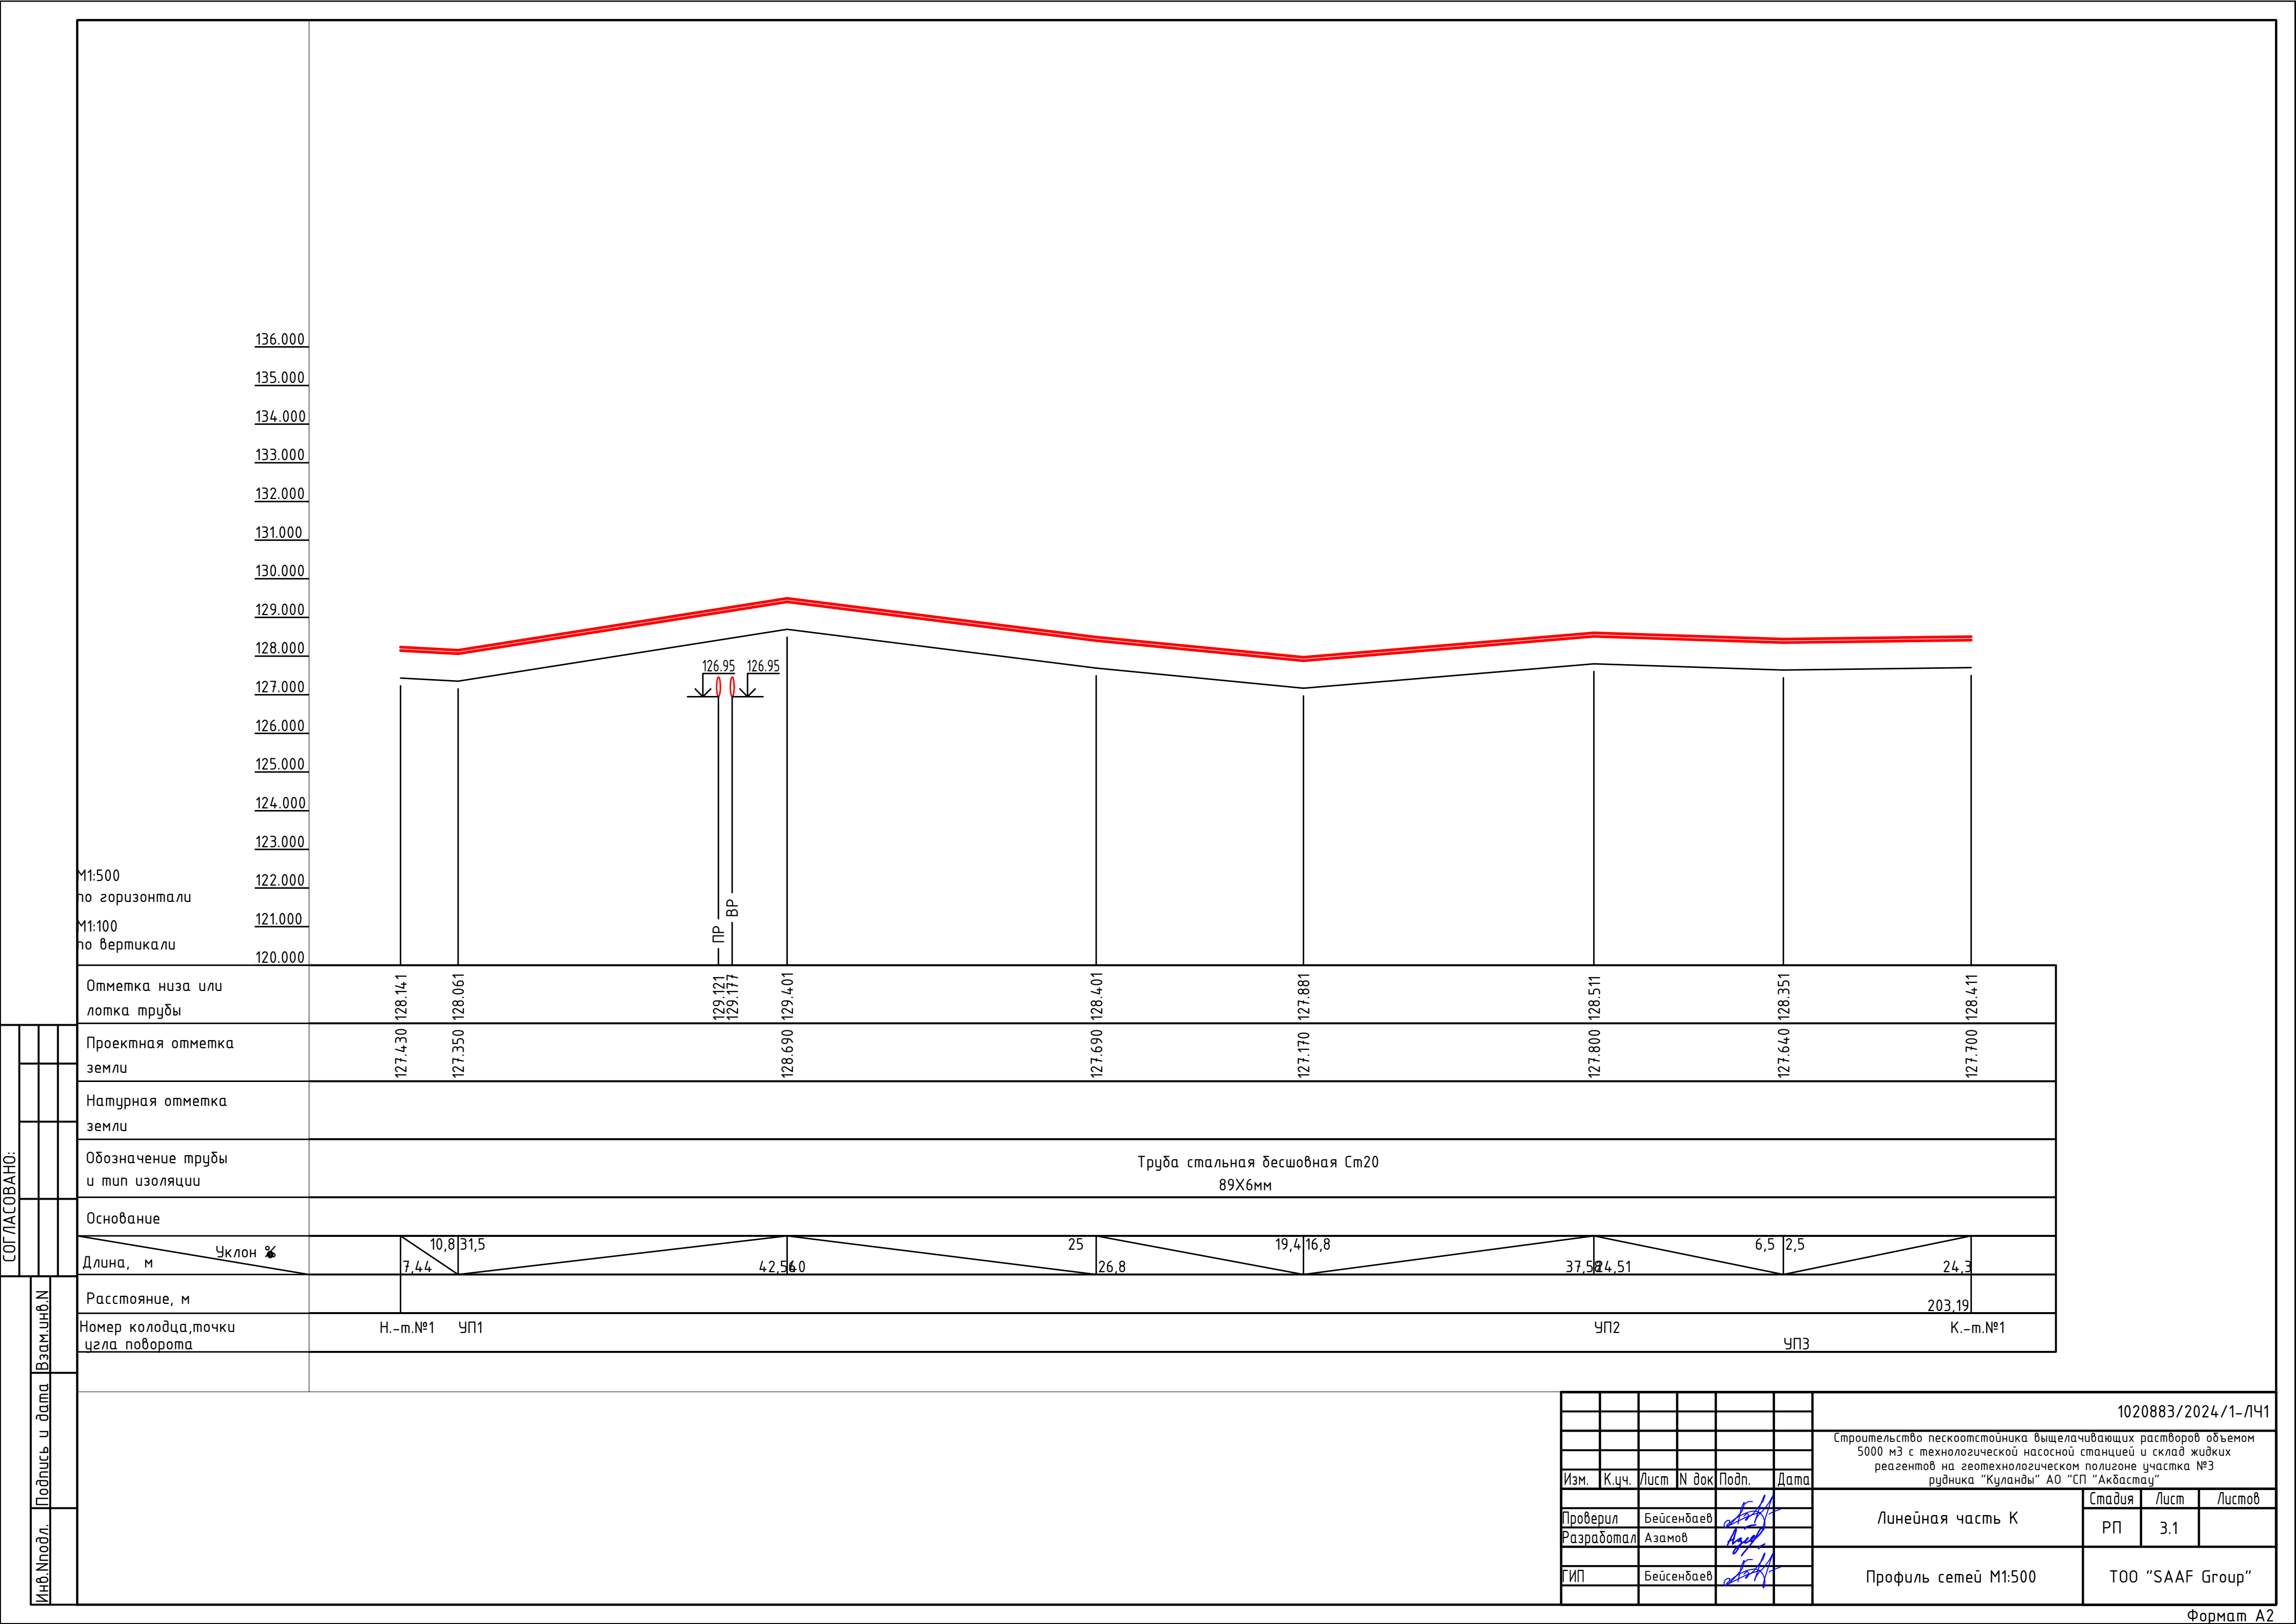 136.000
135.000
134.000
133.000
132.000
131.000
130.000
129.000
128.000
127.000
126.000
125.000
124.000
123.000
122.000
121.000
120.000
М1:500
по горизонтали
М1:100
по вертикали
126.95 126.95
ПР
ВР
Отметка низа или
лотка трубы
128.141 128.061 129.121 129.177 129.401 128.401 127.881 128.511 128.351 128.411
Проектная отметка
земли
127.430 127.350 128.690 127.690 127.170 127.800 127.640 127.700
Натурная отметка
земли
Обозначение трубы
и тип изоляции
Труба стальная бесшовная Ст20
89Х6мм
Основание
Уклон %
10,8 31,5 25 19,4 16,8 6,5 2,5
Длина, м
7,44 42,56 40 26,8 37,58 24,51 24,3
Расстояние, м
203,19
Номер колодца,точки
угла поворота
Н.-т.№1 УП1 УП2 УП3 К.-т.№1
СОГЛАСОВАНО:
Взам.инв.N
Подпись и дата
Инв.Nподл.
1020883/2024/1-ЛЧ1
Строительство пескоотстойника выщелачивающих растворов объемом
5000 м3 с технологической насосной станцией и склад жидких
реагентов на геотехнологическом полигоне участка №3
рудника "Куланды" АО "СП "Акбастау"
Изм. К.уч. Лист N док Подп. Дата
Проверил Бейсенбаев
Разработал Азамов
ГИП Бейсенбаев
Линейная часть К
Стадия Лист Листов
РП 3.1
Профиль сетей М1:500
ТОО "SAAF Group"
Формат А2